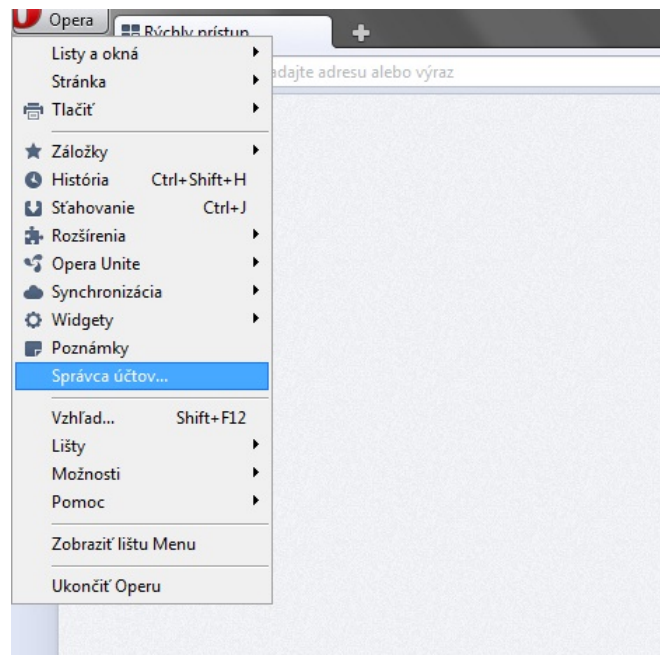 Opera
Rýchly prístup
adajte adresu alebo výraz
Listy a okná
Stránka
Tlačiť
Záložky
História Ctrl+Shift+H
Sťahovanie Ctrl+J
Rozšírenia
Opera Unite
Synchronizácia
Widgety
Poznámky
Správca účtov...
Vzhľad... Shift+F12
Lišty
Možnosti
Pomoc
Zobraziť lištu Menu
Ukončiť Operu